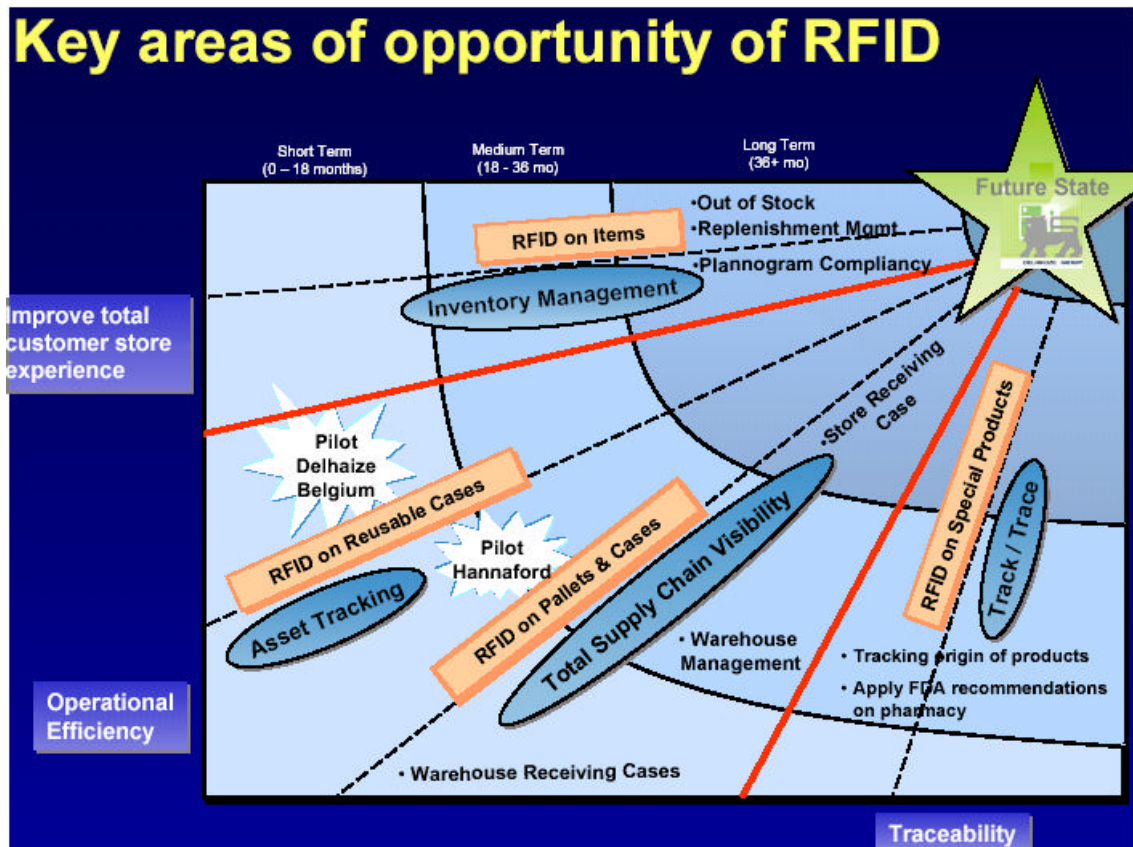 Key areas of opportunity of RFID
Short Term
(0 – 18 months)
Medium Term
(18 - 36 mo)
Long Term
(36+ mo)
Future State
•Out of Stock
•Replenishment Mgmt
•Plannogram Compliancy
RFID on Items
Inventory Management
Improve total
customer store
experience
Pilot
Delhaize
Belgium
RFID on Reusable Cases
Asset Tracking
Pilot
Hannaford
RFID on Pallets & Cases
Total Supply Chain Visibility
•Store Receiving
Case
RFID on Special Products
Track / Trace
• Warehouse
Management
• Tracking origin of products
• Apply FDA recommendations
on pharmacy
Operational
Efficiency
• Warehouse Receiving Cases
Traceability